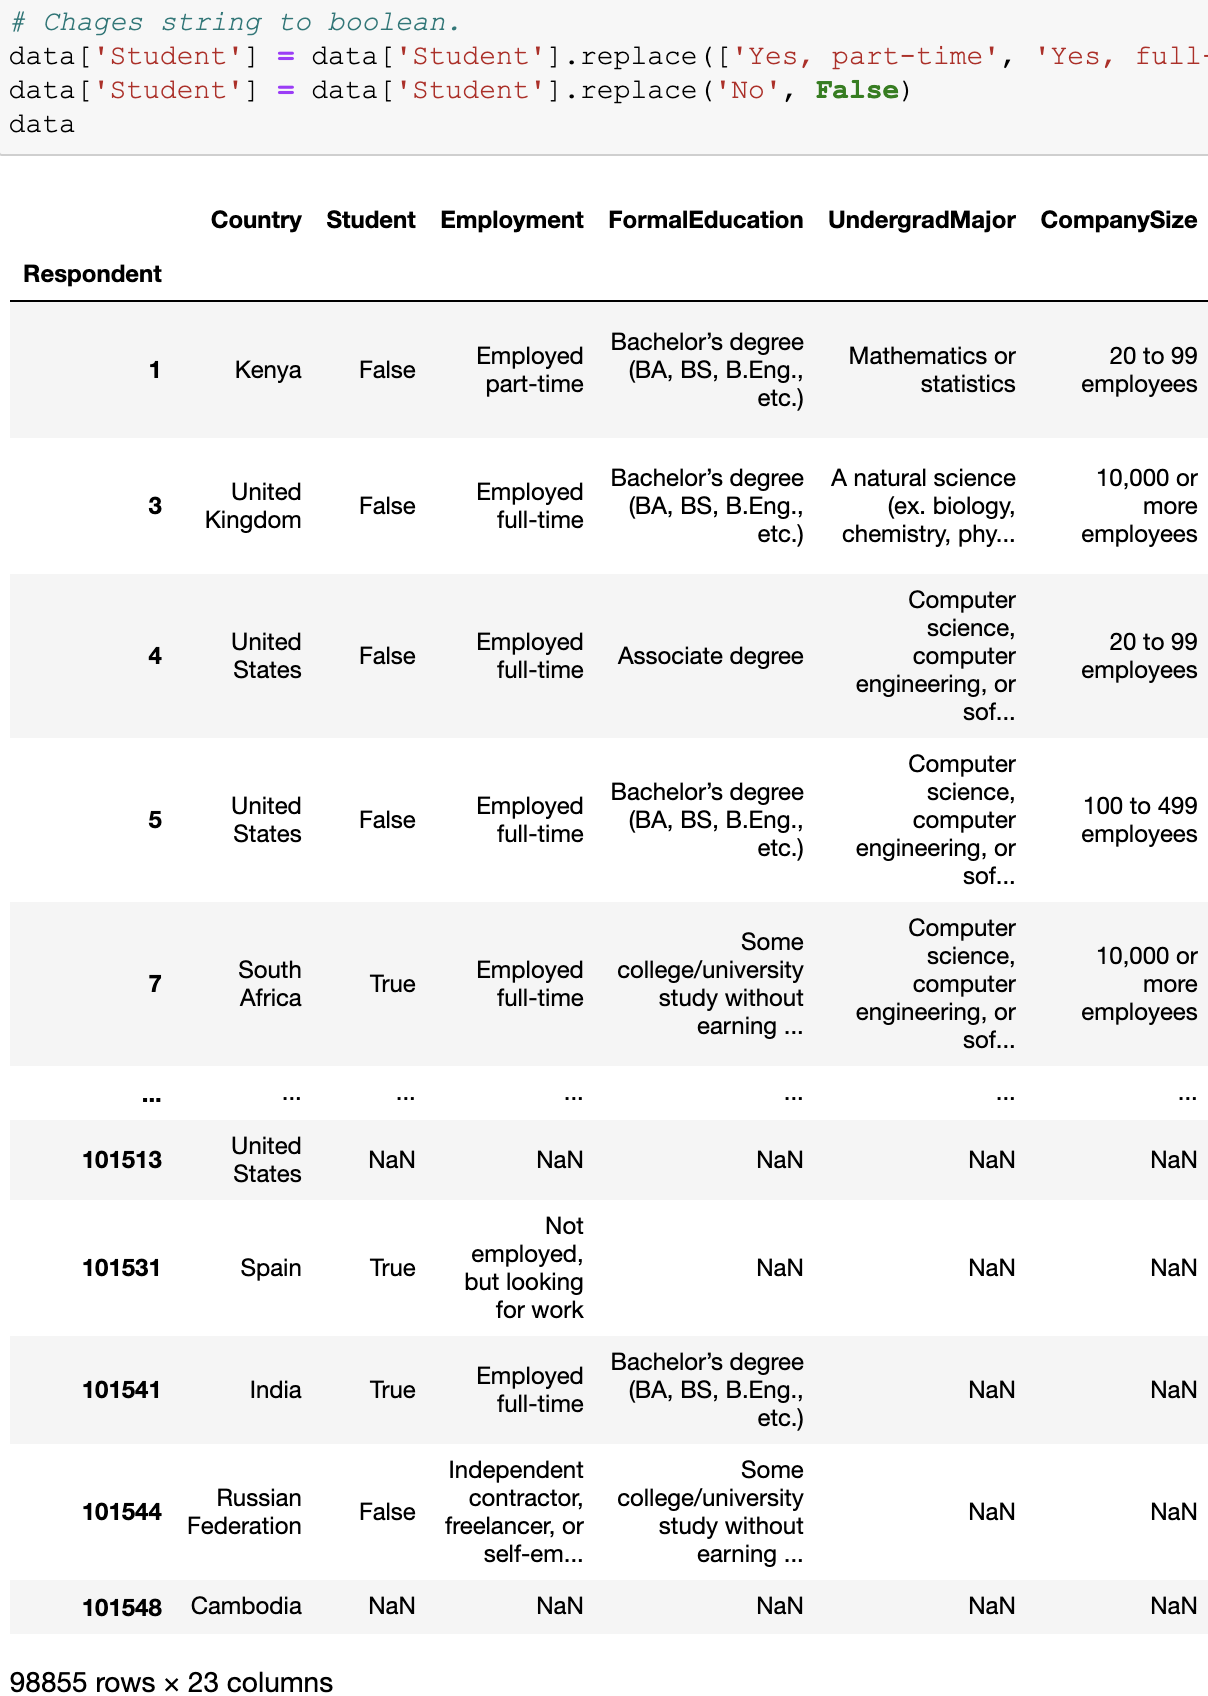 # Chages string to boolean.
data['Student'] = data['Student'].replace(['Yes, part-time', 'Yes, full-
data['Student'] = data['Student'].replace('No', False)
data
Country Student Employment FormalEducation UndergradMajor CompanySize
Respondent
1 Kenya False Employed part-time Bachelor’s degree (BA, BS, B.Eng., etc.) Mathematics or statistics 20 to 99 employees
3 United Kingdom False Employed full-time Bachelor’s degree (BA, BS, B.Eng., etc.) A natural science (ex. biology, chemistry, phy... 10,000 or more employees
4 United States False Employed full-time Associate degree Computer science, computer engineering, or sof... 20 to 99 employees
5 United States False Employed full-time Bachelor’s degree (BA, BS, B.Eng., etc.) Computer science, computer engineering, or sof... 100 to 499 employees
7 South Africa True Employed full-time Some college/university study without earning ... Computer science, computer engineering, or sof... 10,000 or more employees
... ... ... ... ... ... ...
101513 United States NaN NaN NaN NaN NaN
101531 Spain True Not employed, but looking for work NaN NaN NaN
101541 India True Employed full-time Bachelor’s degree (BA, BS, B.Eng., etc.) NaN NaN
101544 Russian Federation False Independent contractor, freelancer, or self-em... Some college/university study without earning ... NaN NaN
101548 Cambodia NaN NaN NaN NaN NaN
98855 rows × 23 columns